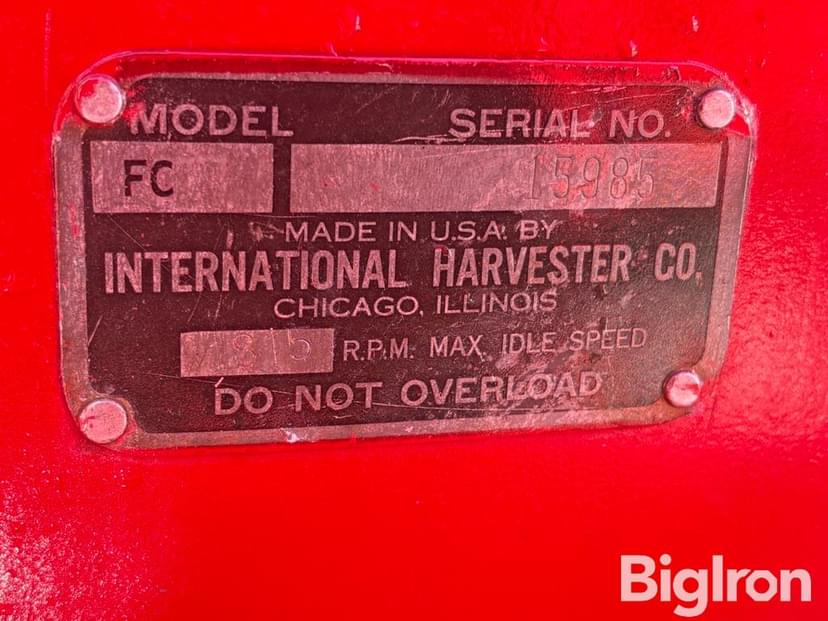 MODEL SERIAL NO.
FC 15985
MADE IN U.S.A. BY
INTERNATIONAL HARVESTER CO.
CHICAGO, ILLINOIS
1815 R.P.M. MAX. IDLE SPEED
DO NOT OVERLOAD
BigIron